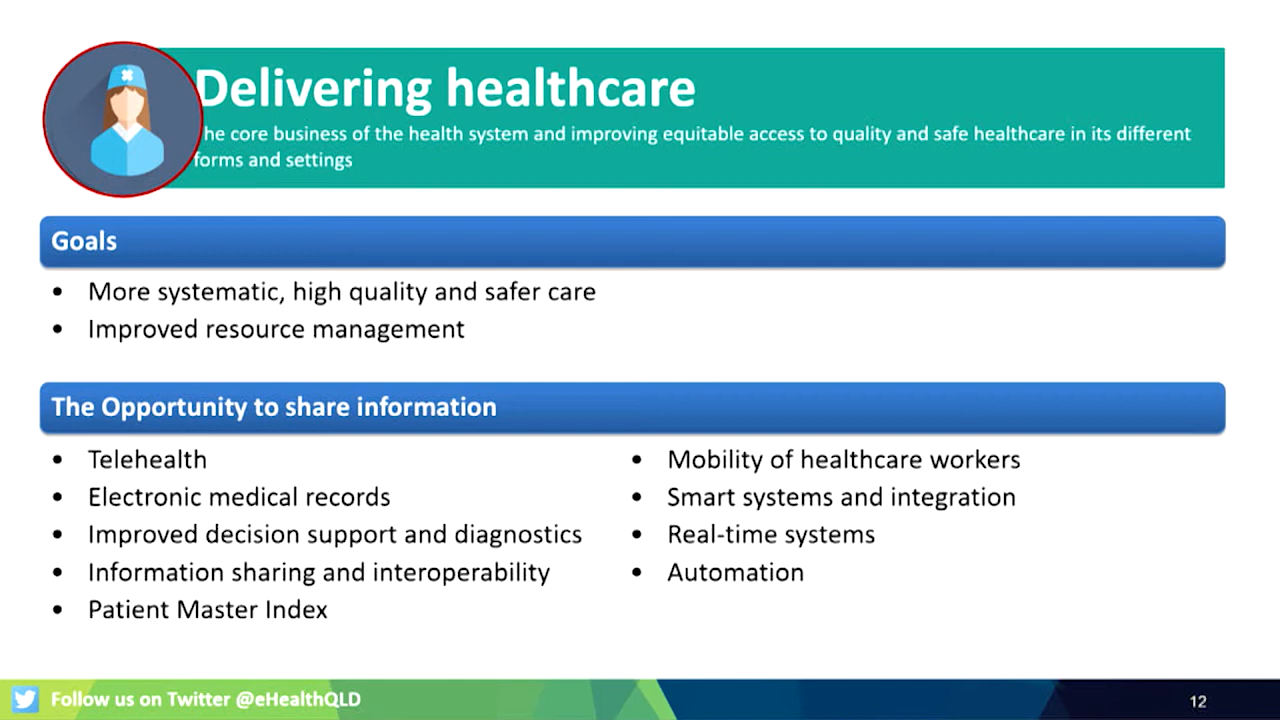 Delivering healthcare
he core business of the health system and improving equitable access to quality and safe healthcare in its different
forms and settings
Goals
• More systematic, high quality and safer care
• Improved resource management
The Opportunity to share information
• Telehealth
• Electronic medical records
• Improved decision support and diagnostics
• Information sharing and interoperability
• Patient Master Index
• Mobility of healthcare workers
• Smart systems and integration
• Real-time systems
• Automation
Follow us on Twitter @eHealthQLD
12